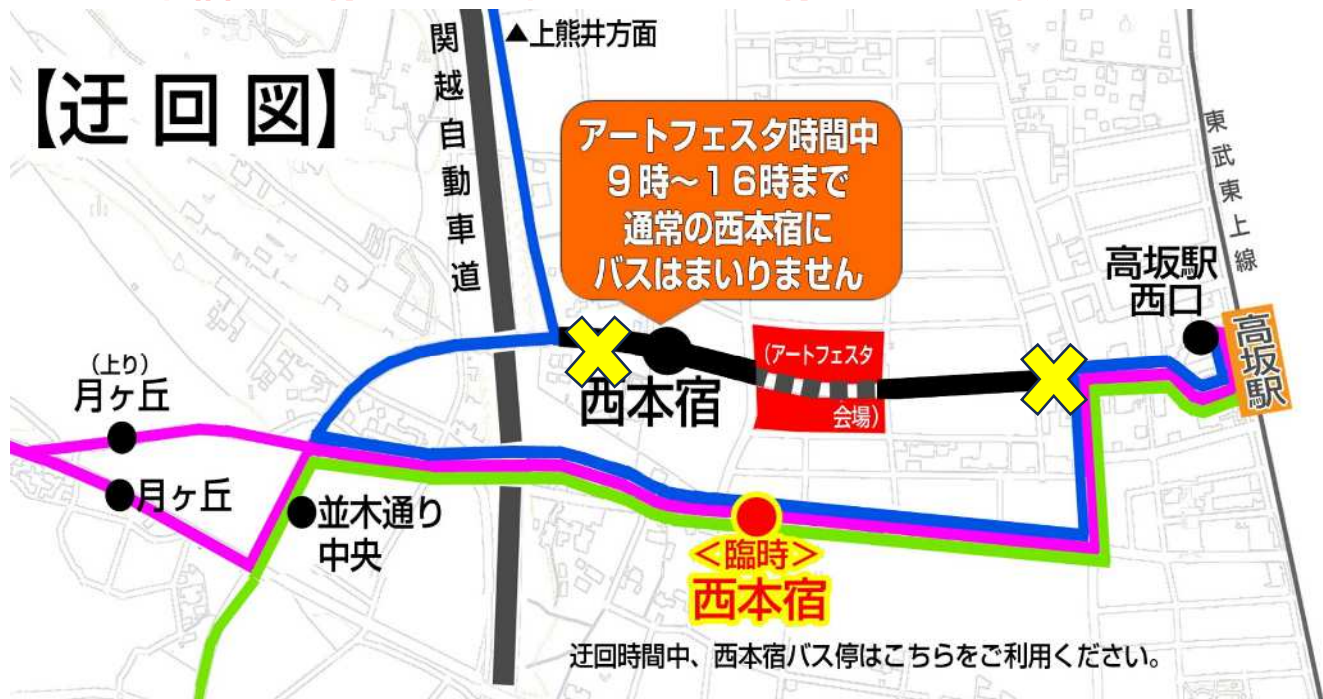 【迂回図】
関越自動車道
▲上熊井方面
アートフェスタ時間中
９時～１６時まで
通常の西本宿に
バスはまいりません
東武東上線
高坂駅
西口
高坂駅
(アートフェスタ
会場)
西本宿
(上り)
月ヶ丘
月ヶ丘
並木通り
中央
＜臨時＞
西本宿
迂回時間中、西本宿バス停はこちらをご利用ください。